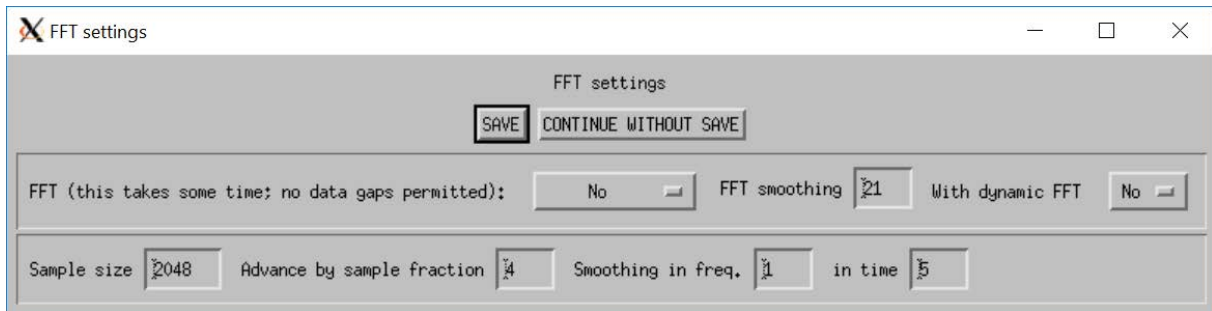 FFT settings
FFT settings
SAVE CONTINUE WITHOUT SAVE
FFT (this takes some time; no data gaps permitted): No FFT smoothing 21 With dynamic FFT No
Sample size 2048 Advance by sample fraction 4 Smoothing in freq. 1 in time 5